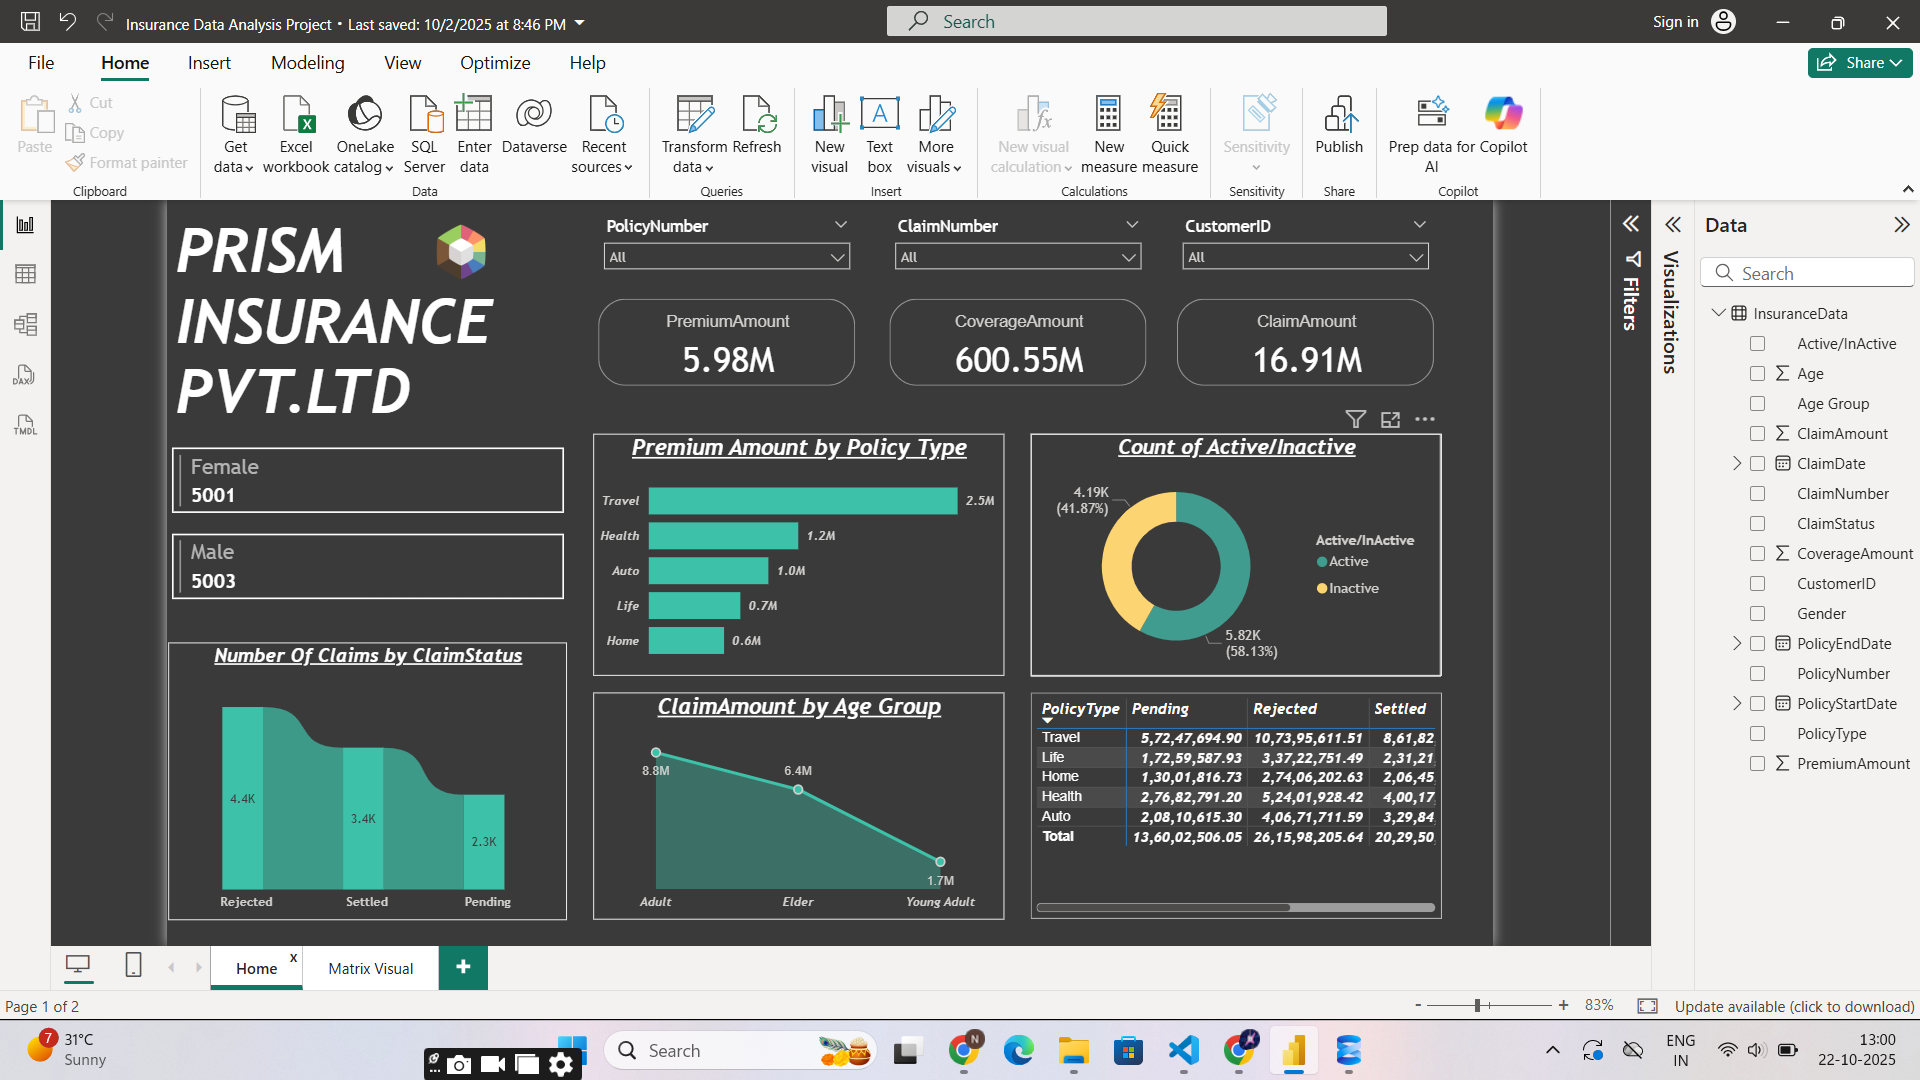 Insurance Data Analysis Project • Last saved: 10/2/2025 at 8:46 PM
Search
Sign in
File Home Insert Modeling View Optimize Help
Share
Paste
Cut
Copy
Format painter
Clipboard
Get data
Excel workbook
OneLake catalog
SQL Server
Enter data
Dataverse
Recent sources
Data
Transform data
Refresh
Queries
New visual
Text box
More visuals
Insert
New visual calculation
New measure
Quick measure
Calculations
Sensitivity
Sensitivity
Publish
Share
Prep data for AI
Copilot
Copilot
DAX
TMDL
PRISM
INSURANCE
PVT.LTD
PolicyNumber
All
ClaimNumber
All
CustomerID
All
PremiumAmount
5.98M
CoverageAmount
600.55M
ClaimAmount
16.91M
Female
5001
Male
5003
Number Of Claims by ClaimStatus
4.4K
3.4K
2.3K
Rejected Settled Pending
Premium Amount by Policy Type
Travel 2.5M
Health 1.2M
Auto 1.0M
Life 0.7M
Home 0.6M
Count of Active/Inactive
4.19K
(41.87%)
5.82K
(58.13%)
Active/InActive
Active
Inactive
ClaimAmount by Age Group
8.8M
6.4M
1.7M
Adult Elder Young Adult
PolicyType Pending Rejected Settled
Travel 5,72,47,694.90 10,73,95,611.51 8,61,82
Life 1,72,59,587.93 3,37,22,751.49 2,31,21
Home 1,30,01,816.73 2,74,06,202.63 2,06,45
Health 2,76,82,791.20 5,24,01,928.42 4,00,17
Auto 2,08,10,615.30 4,06,71,711.59 3,29,84
Total 13,60,02,506.05 26,15,98,205.64 20,29,50
Filters
Visualizations
Data
Search
InsuranceData
Active/InActive
Age
Age Group
ClaimAmount
ClaimDate
ClaimNumber
ClaimStatus
CoverageAmount
CustomerID
Gender
PolicyEndDate
PolicyNumber
PolicyStartDate
PolicyType
PremiumAmount
Home x
Matrix Visual
+
Page 1 of 2
- + 83%
Update available (click to download)
7
31°C
Sunny
Search
N
ENG
IN
13:00
22-10-2025